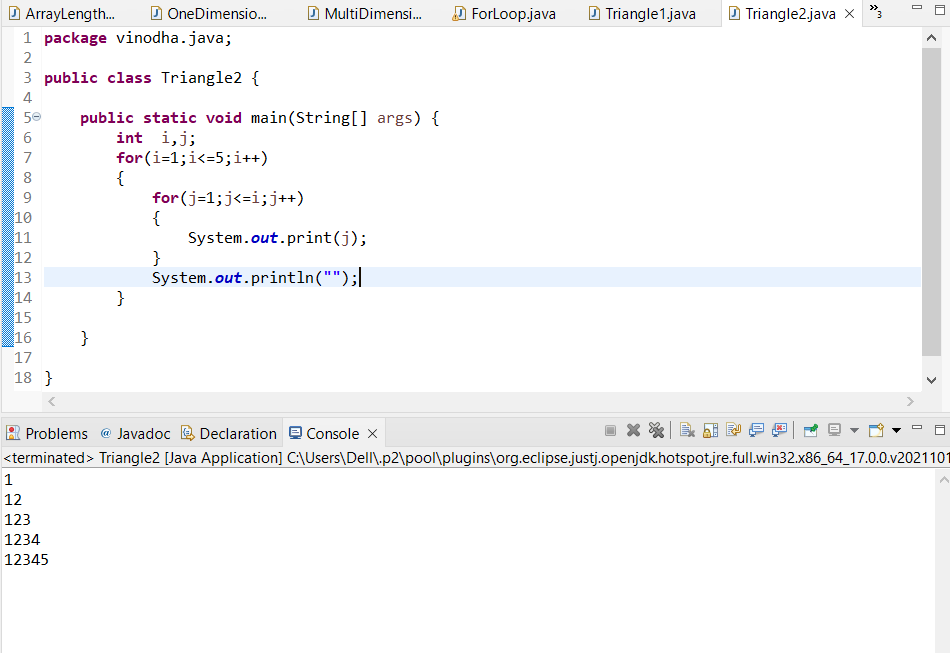 ArrayLength... OneDimensio... MultiDimensi... ForLoop.java Triangle1.java Triangle2.java »3
1 package vinodha.java;
2
3 public class Triangle2 {
4
5 public static void main(String[] args) {
6 int  i,j;
7 for(i=1;i<=5;i++)
8 {
9 for(j=1;j<=i;j++)
10 {
11 System.out.print(j);
12 }
13 System.out.println("");
14 }
15
16 }
17
18 }
Problems @ Javadoc Declaration Console
<terminated> Triangle2 [Java Application] C:\Users\Dell\.p2\pool\plugins\org.eclipse.justj.openjdk.hotspot.jre.full.win32.x86_64_17.0.0.v2021101
1
12
123
1234
12345